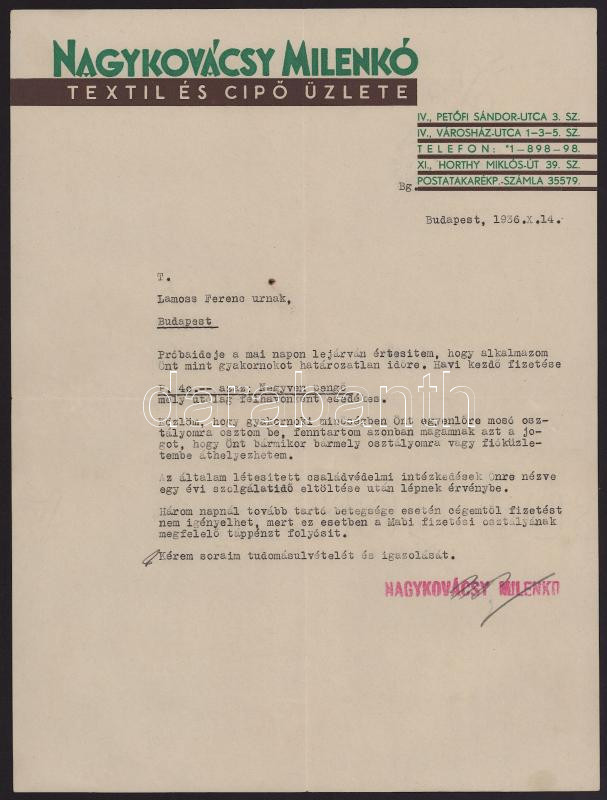 NAGYKOVÁCSY MILENKÓ
TEXTIL ÉS CIPŐ ÜZLETE
IV., PETŐFI SÁNDOR-UTCA 3. SZ.
IV., VÁROSHÁZ-UTCA 1-3-5. SZ.
TELEFON: *1-898-98.
XI., HORTHY MIKLÓS-ÚT 39. SZ.
POSTATAKARÉKP.-SZÁMLA 35579.
Bg
Budapest, 1936.X.14.
T.
Lamoss Ferenc urnak,
Budapest
Próbaideje a mai napon lejárván értesitem, hogy alkalmazom
Önt mint gyakornokot határozatlan időre. Havi kezdő fizetése
P. 40.-- azaz Negyven pengő
mely utólag félhavonként esedékes.
Közlöm, hogy gyakornoki minőségben Önt egyenlőre mosó osz-
tályomra osztom be, fenntartom azonban magamnak azt a jo-
got, hogy Önt bármikor bármely osztályomra vagy fióküzle-
tembe áthelyezhetem.
Az általam létesitett családvédelmi intézkedések Önre nézve
egy évi szolgálatidő eltöltése után lépnek érvénybe.
Három napnál tovább tartó betegsége esetén cégemtől fizetést
nem igényelhet, mert ez esetben a Mabi fizetési osztályának
megfelelő táppénzt folyósit.
Kérem soraim tudomásulvételét és igazolását.
NAGYKOVÁCSY MILENKO
darabanth